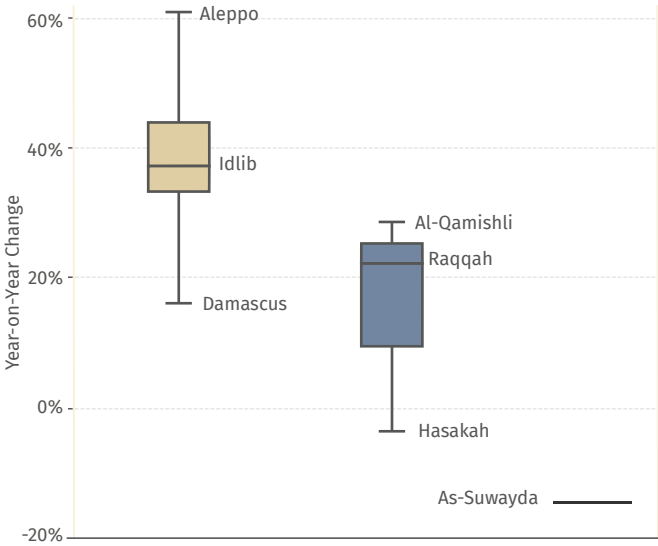 60%
Aleppo
40%
Idlib
Year-on-Year Change
Al-Qamishli
Raqqah
20%
Damascus
0%
Hasakah
As-Suwayda
-20%